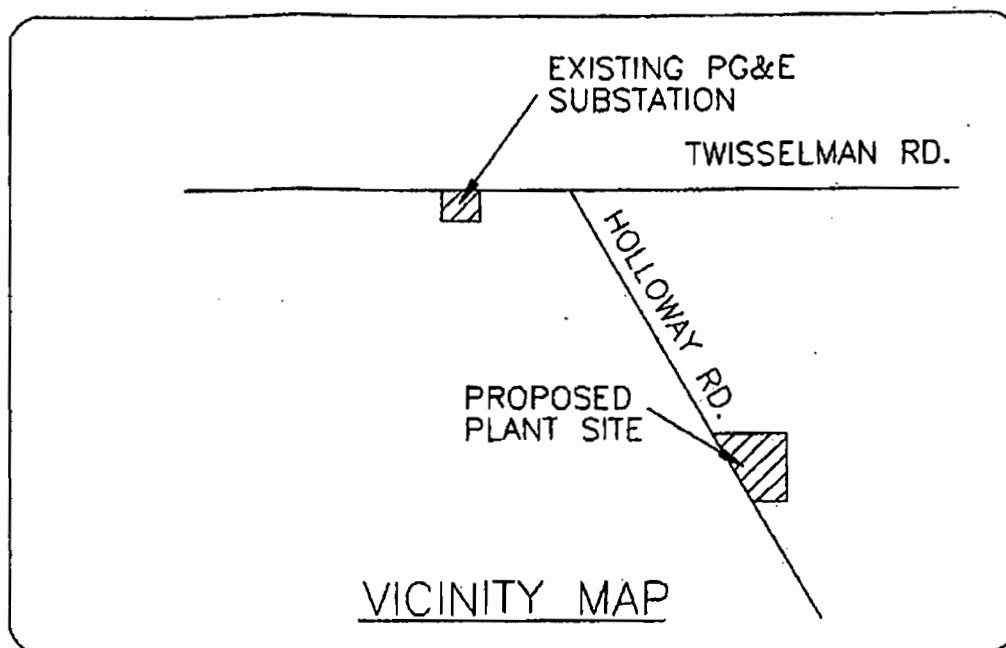 EXISTING PG&E
SUBSTATION
TWISSELMAN RD.
HOLLOWAY RD.
PROPOSED
PLANT SITE
VICINITY MAP